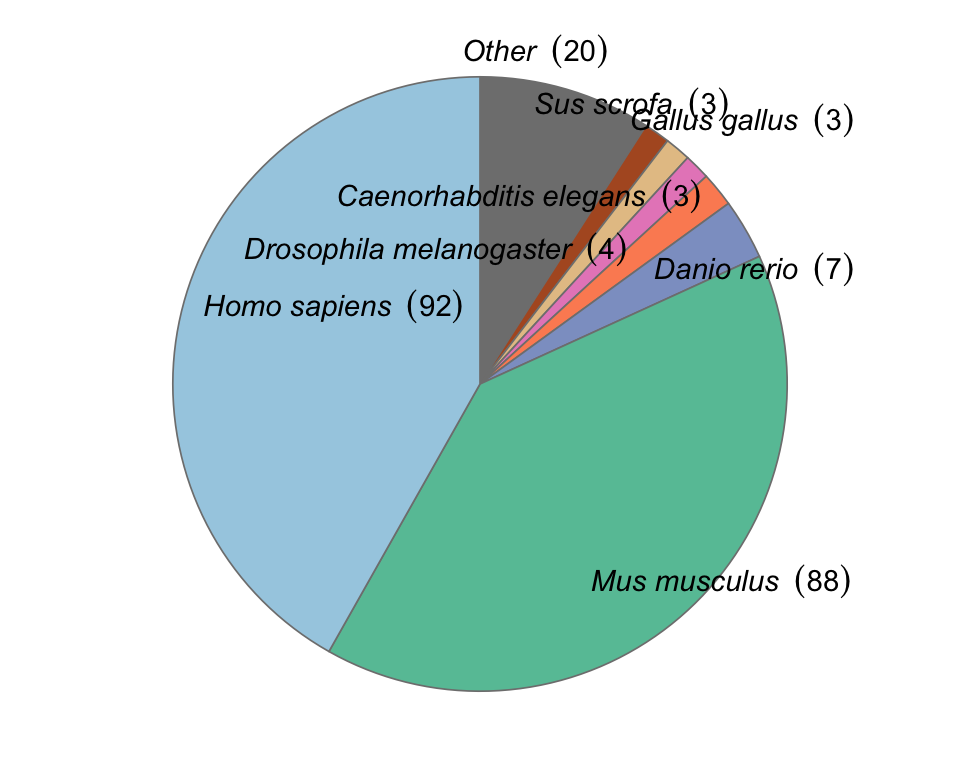 Other (20)
Sus scrofa (3)
Gallus gallus (3)
Caenorhabditis elegans (3)
Drosophila melanogaster (4)
Danio rerio (7)
Homo sapiens (92)
Mus musculus (88)